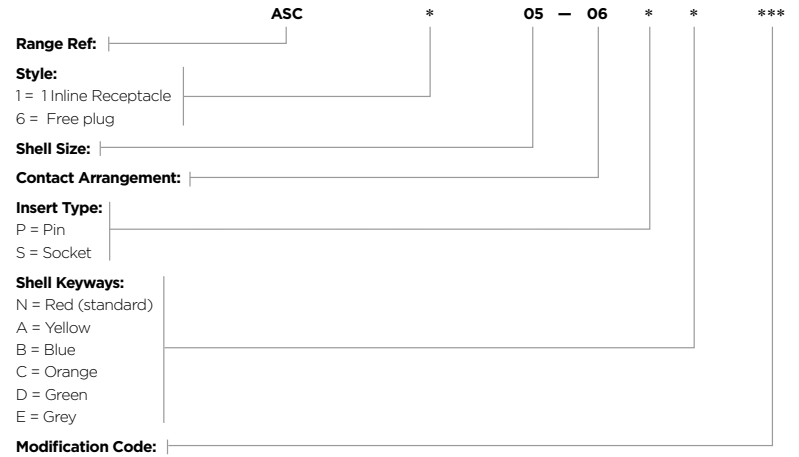 ASC * 05 – 06 * * ***
Range Ref:
Style:
1 = 1 Inline Receptacle
6 = Free plug
Shell Size:
Contact Arrangement:
Insert Type:
P = Pin
S = Socket
Shell Keyways:
N = Red (standard)
A = Yellow
B = Blue
C = Orange
D = Green
E = Grey
Modification Code: